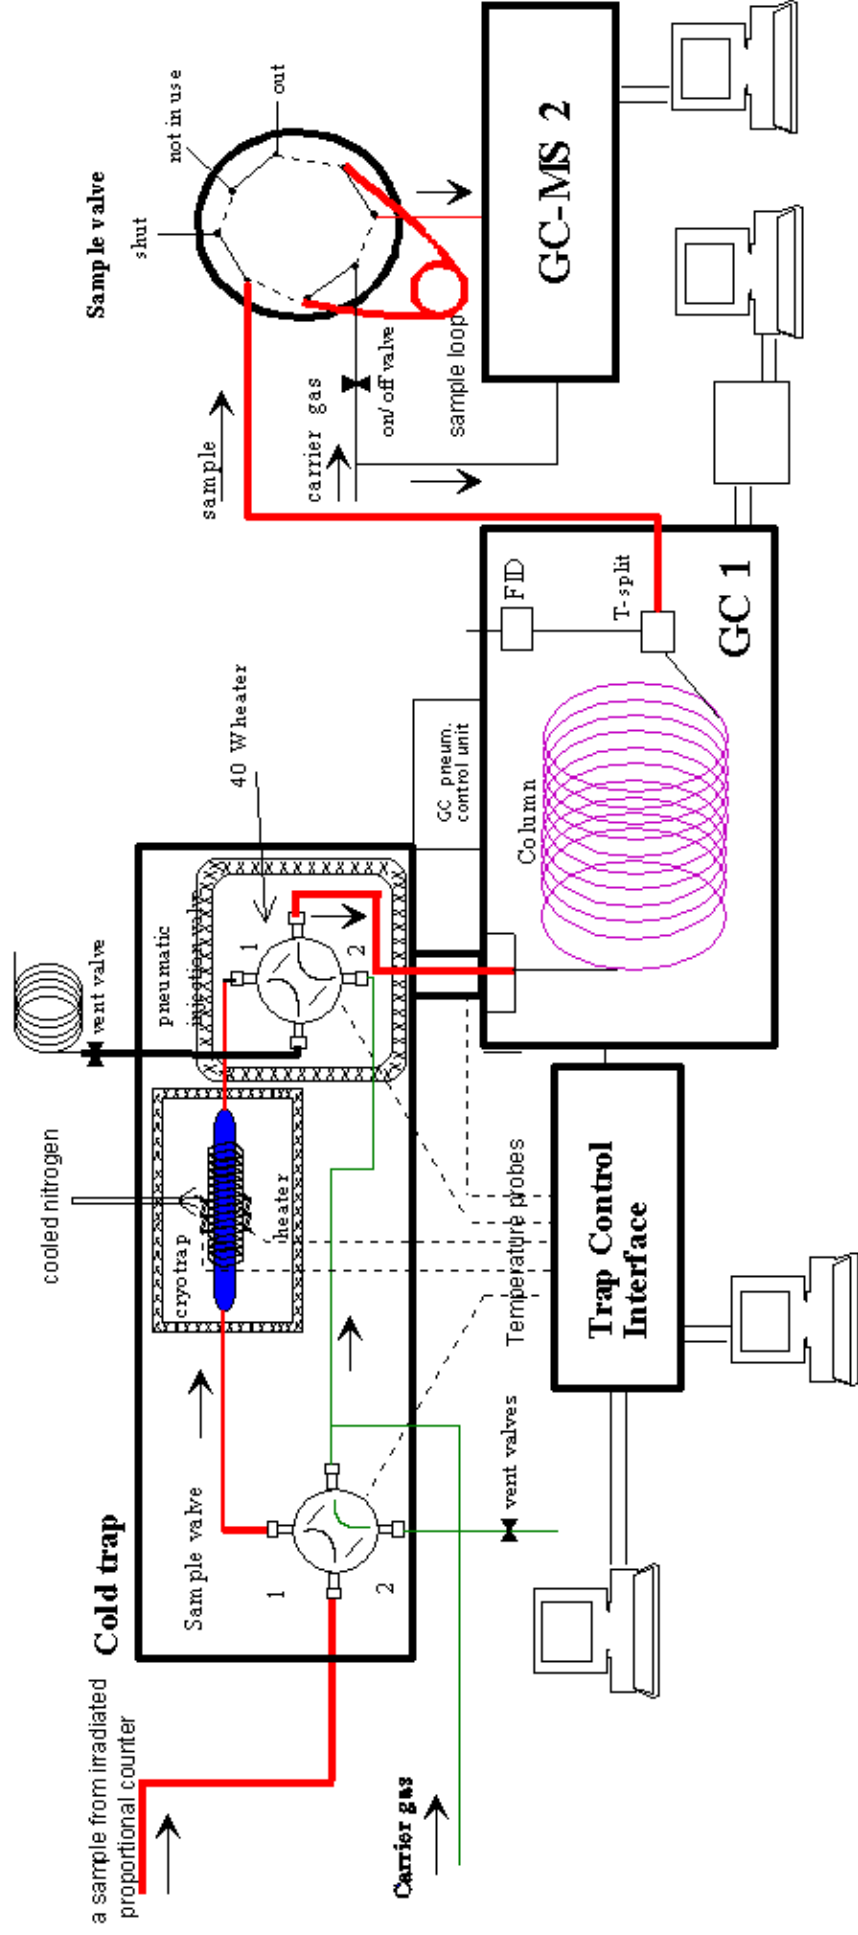 a sample from irradiated
proportional counter
Carrier gas
Cold trap
Sample valve
1
2
vent valves
cooled nitrogen
cryotrap
heater
vent valve
pneumatic
injection valve
1
2
40 W heater
Temperature probes
Trap Control
Interface
GC pneum.
control unit
Column
FID
T-split
GC 1
sample
carrier gas
on/off valve
sample loop
Sample valve
shut
not in use
out
GC-MS 2